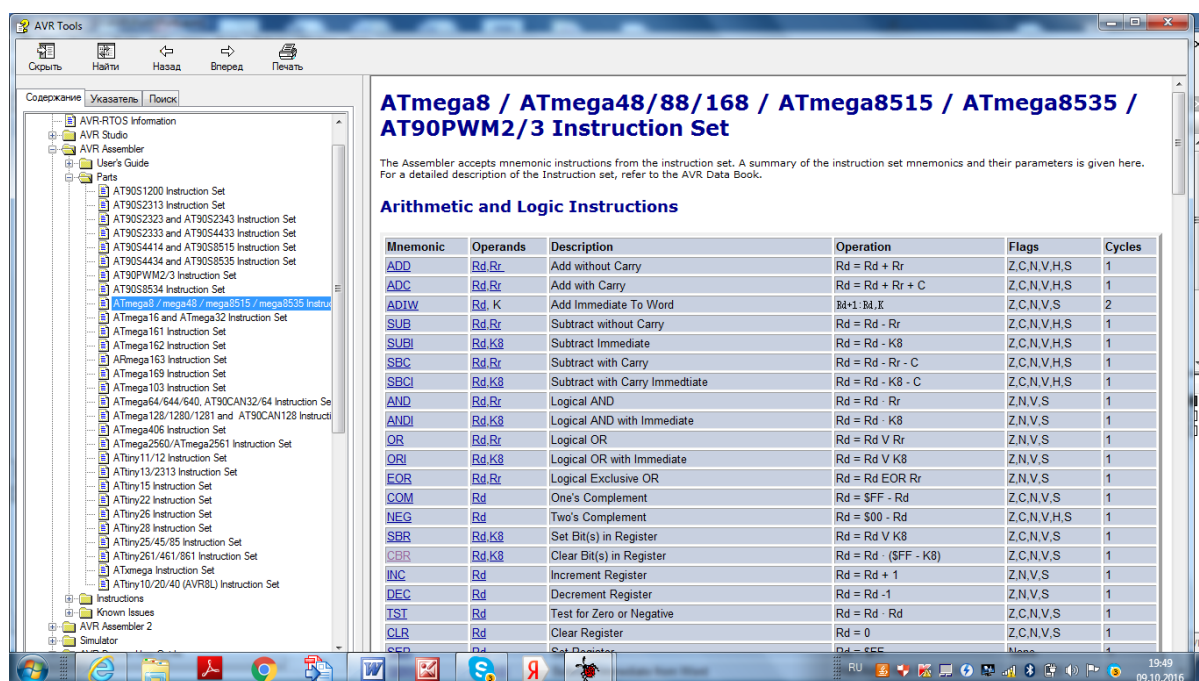 AVR Tools
Скрыть Найти Назад Вперед Печать
Содержание Указатель Поиск
AVR-RTOS Information
AVR Studio
AVR Assembler
User's Guide
Parts
AT90S1200 Instruction Set
AT90S2313 Instruction Set
AT90S2323 and AT90S2343 Instruction Set
AT90S2333 and AT90S4433 Instruction Set
AT90S4414 and AT90S8515 Instruction Set
AT90S4434 and AT90S8535 Instruction Set
AT90PWM2/3 Instruction Set
AT90S8534 Instruction Set
ATmega8 / mega48 / mega8515 / mega8535 Instruc
ATmega16 and ATmega32 Instruction Set
ATmega161 Instruction Set
ATmega162 Instruction Set
ARmega163 Instruction Set
ATmega169 Instruction Set
ATmega103 Instruction Set
ATmega64/644/640, AT90CAN32/64 Instruction Se
ATmega128/1280/1281 and AT90CAN128 Instructi
ATmega406 Instruction Set
ATmega2560/ATmega2561 Instruction Set
ATtiny11/12 Instruction Set
ATtiny13/2313 Instruction Set
ATtiny15 Instruction Set
ATtiny22 Instruction Set
ATtiny26 Instruction Set
ATtiny28 Instruction Set
ATtiny25/45/85 Instruction Set
ATtiny261/461/861 Instruction Set
ATxmega Instruction Set
ATtiny10/20/40 (AVR8L) Instruction Set
Instructions
Known Issues
AVR Assembler 2
Simulator
ATmega8 / ATmega48/88/168 / ATmega8515 / ATmega8535 /
AT90PWM2/3 Instruction Set
The Assembler accepts mnemonic instructions from the instruction set. A summary of the instruction set mnemonics and their parameters is given here.
For a detailed description of the Instruction set, refer to the AVR Data Book.
Arithmetic and Logic Instructions
Mnemonic Operands Description Operation Flags Cycles
ADD Rd,Rr Add without Carry Rd = Rd + Rr Z,C,N,V,H,S 1
ADC Rd,Rr Add with Carry Rd = Rd + Rr + C Z,C,N,V,H,S 1
ADIW Rd, K Add Immediate To Word Rd+1:Rd,K Z,C,N,V,S 2
SUB Rd,Rr Subtract without Carry Rd = Rd - Rr Z,C,N,V,H,S 1
SUBI Rd,K8 Subtract Immediate Rd = Rd - K8 Z,C,N,V,H,S 1
SBC Rd,Rr Subtract with Carry Rd = Rd - Rr - C Z,C,N,V,H,S 1
SBCI Rd,K8 Subtract with Carry Immedtiate Rd = Rd - K8 - C Z,C,N,V,H,S 1
AND Rd,Rr Logical AND Rd = Rd · Rr Z,N,V,S 1
ANDI Rd,K8 Logical AND with Immediate Rd = Rd · K8 Z,N,V,S 1
OR Rd,Rr Logical OR Rd = Rd V Rr Z,N,V,S 1
ORI Rd,K8 Logical OR with Immediate Rd = Rd V K8 Z,N,V,S 1
EOR Rd,Rr Logical Exclusive OR Rd = Rd EOR Rr Z,N,V,S 1
COM Rd One's Complement Rd = $FF - Rd Z,C,N,V,S 1
NEG Rd Two's Complement Rd = $00 - Rd Z,C,N,V,H,S 1
SBR Rd,K8 Set Bit(s) in Register Rd = Rd V K8 Z,C,N,V,S 1
CBR Rd,K8 Clear Bit(s) in Register Rd = Rd · ($FF - K8) Z,C,N,V,S 1
INC Rd Increment Register Rd = Rd + 1 Z,N,V,S 1
DEC Rd Decrement Register Rd = Rd -1 Z,N,V,S 1
TST Rd Test for Zero or Negative Rd = Rd · Rd Z,C,N,V,S 1
CLR Rd Clear Register Rd = 0 Z,C,N,V,S 1
SER Rd Set Register Rd = $FF None 1
RU 19:49
09.10.2016